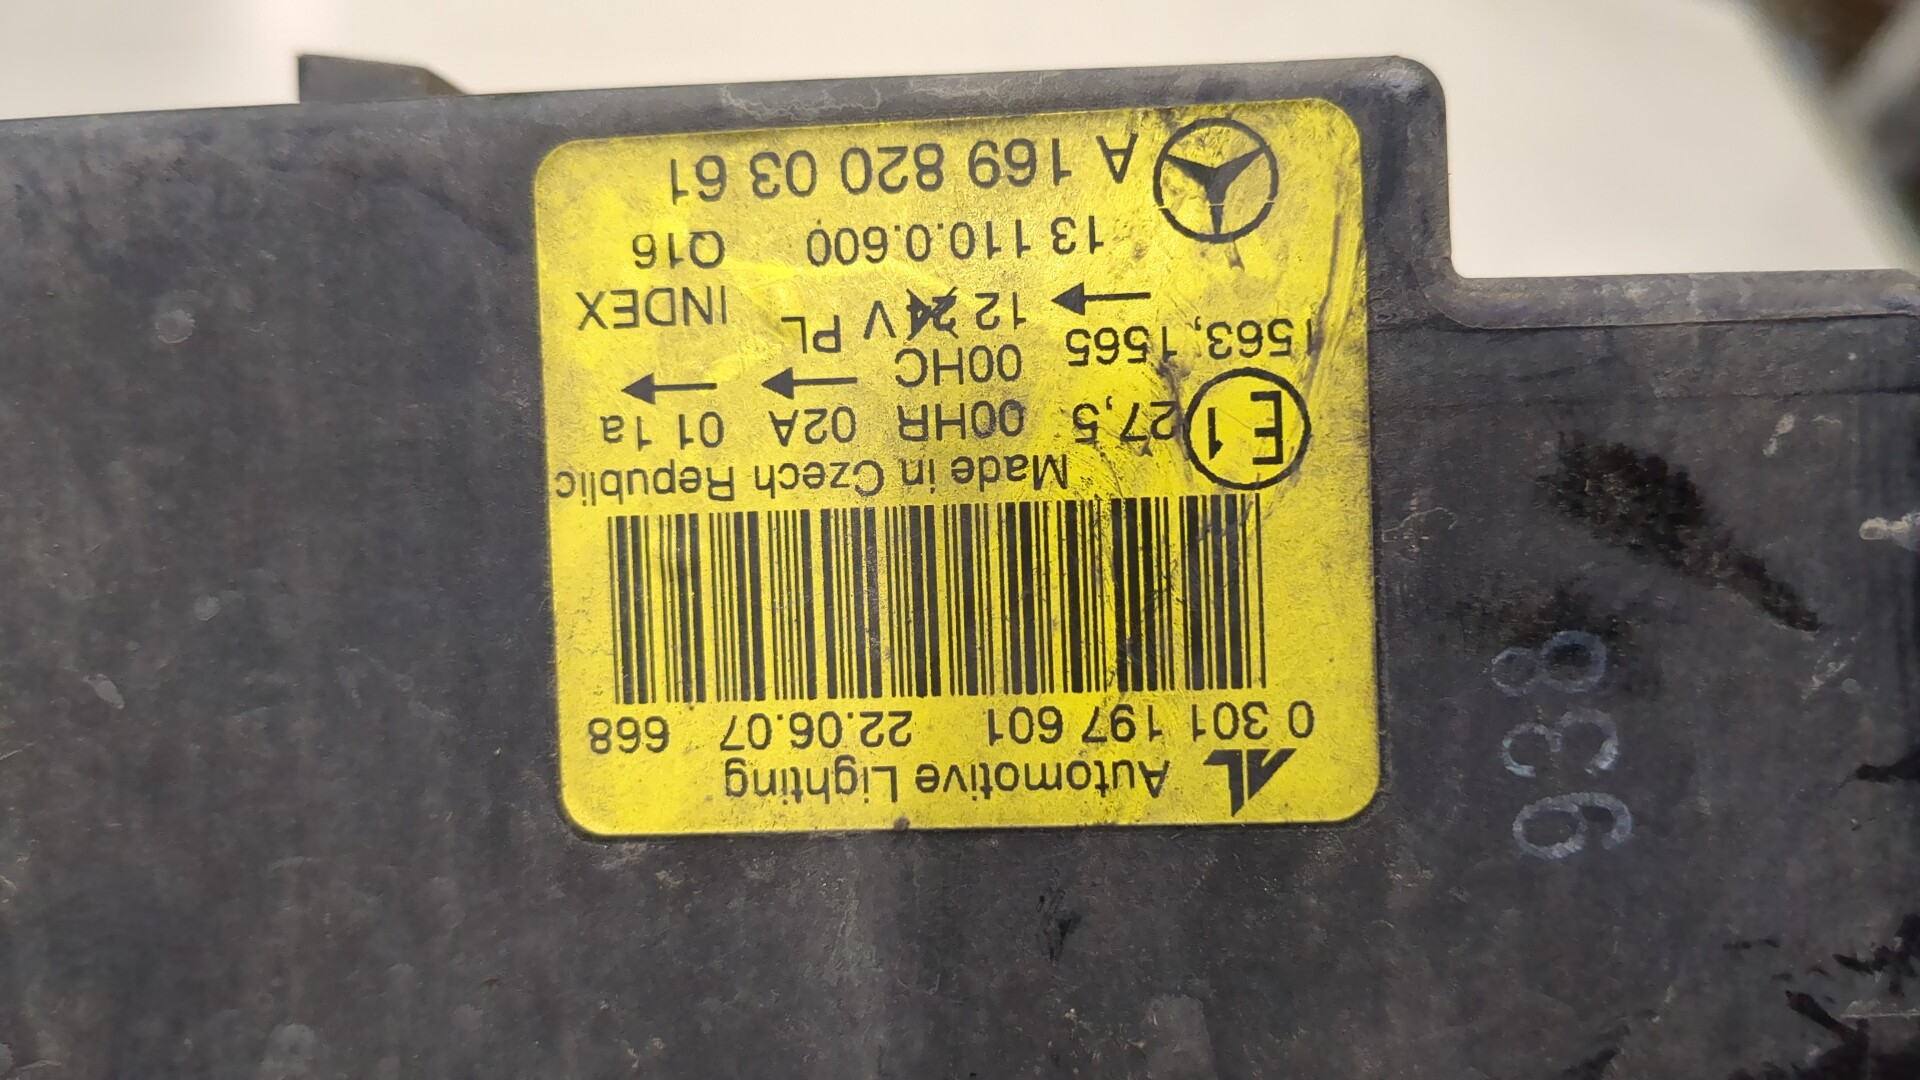 A 169 820 03 61
13 110.0.600 Q16
12 24 V PL INDEX
1563, 1565 00HC
E1 27,5 00HR 02A 01 1a
Made in Czech Republic
0 301 197 601 22.06.07 668
AL Automotive Lighting
938